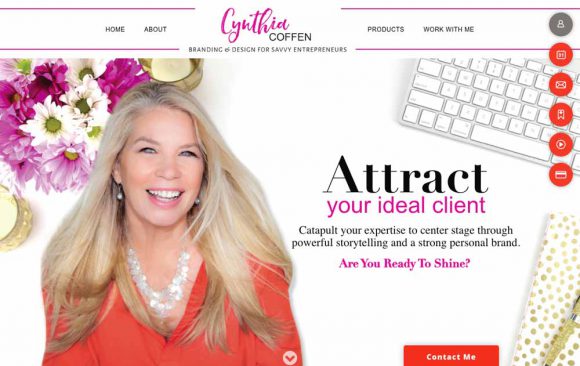 HOME
ABOUT
Cynthia
COFFEN
BRANDING & DESIGN FOR SAVVY ENTREPRENEURS
PRODUCTS
WORK WITH ME
Attract
your ideal client
Catapult your expertise to center stage through
powerful storytelling and a strong personal brand.
Are You Ready To Shine?
Contact Me